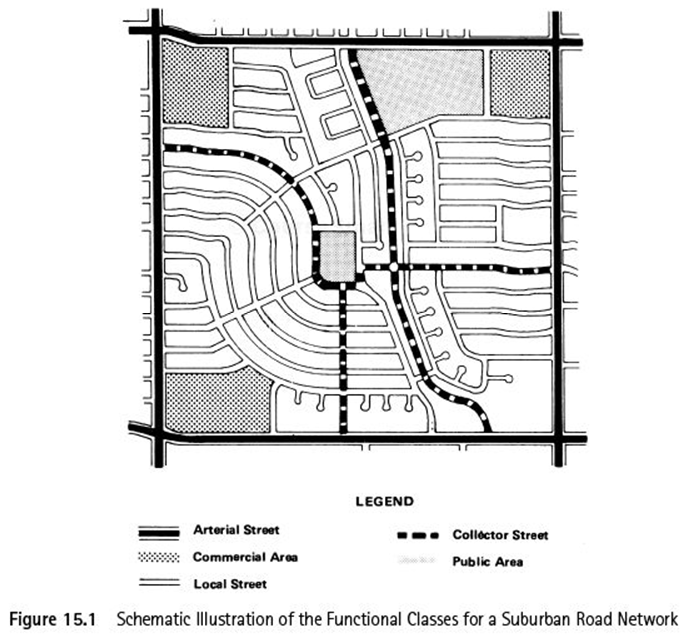 LEGEND
Arterial Street
Commercial Area
Local Street
Collector Street
Public Area
Figure 15.1 Schematic Illustration of the Functional Classes for a Suburban Road Network